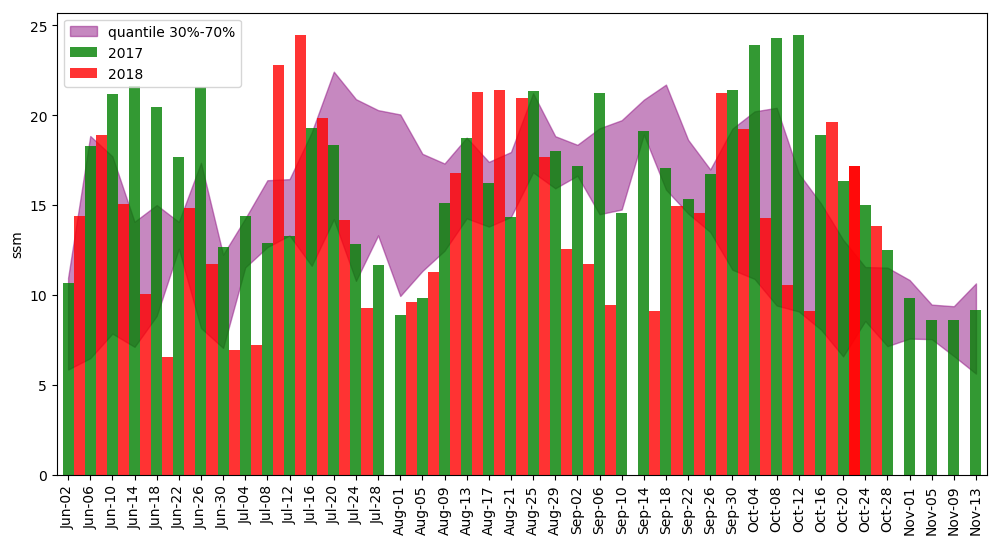 25
20
15
10
5
0
ssm
quantile 30%-70%
2017
2018
Jun-02
Jun-06
Jun-10
Jun-14
Jun-18
Jun-22
Jun-26
Jun-30
Jul-04
Jul-08
Jul-12
Jul-16
Jul-20
Jul-24
Jul-28
Aug-01
Aug-05
Aug-09
Aug-13
Aug-17
Aug-21
Aug-25
Aug-29
Sep-02
Sep-06
Sep-10
Sep-14
Sep-18
Sep-22
Sep-26
Sep-30
Oct-04
Oct-08
Oct-12
Oct-16
Oct-20
Oct-24
Oct-28
Nov-01
Nov-05
Nov-09
Nov-13